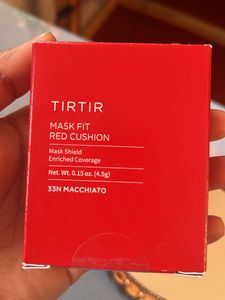 TIRTIR
MASK FIT
RED CUSHION
Mask Shield
Enriched Coverage
Net. Wt. 0.15 oz. (4.5g)
33N MACCHIATO